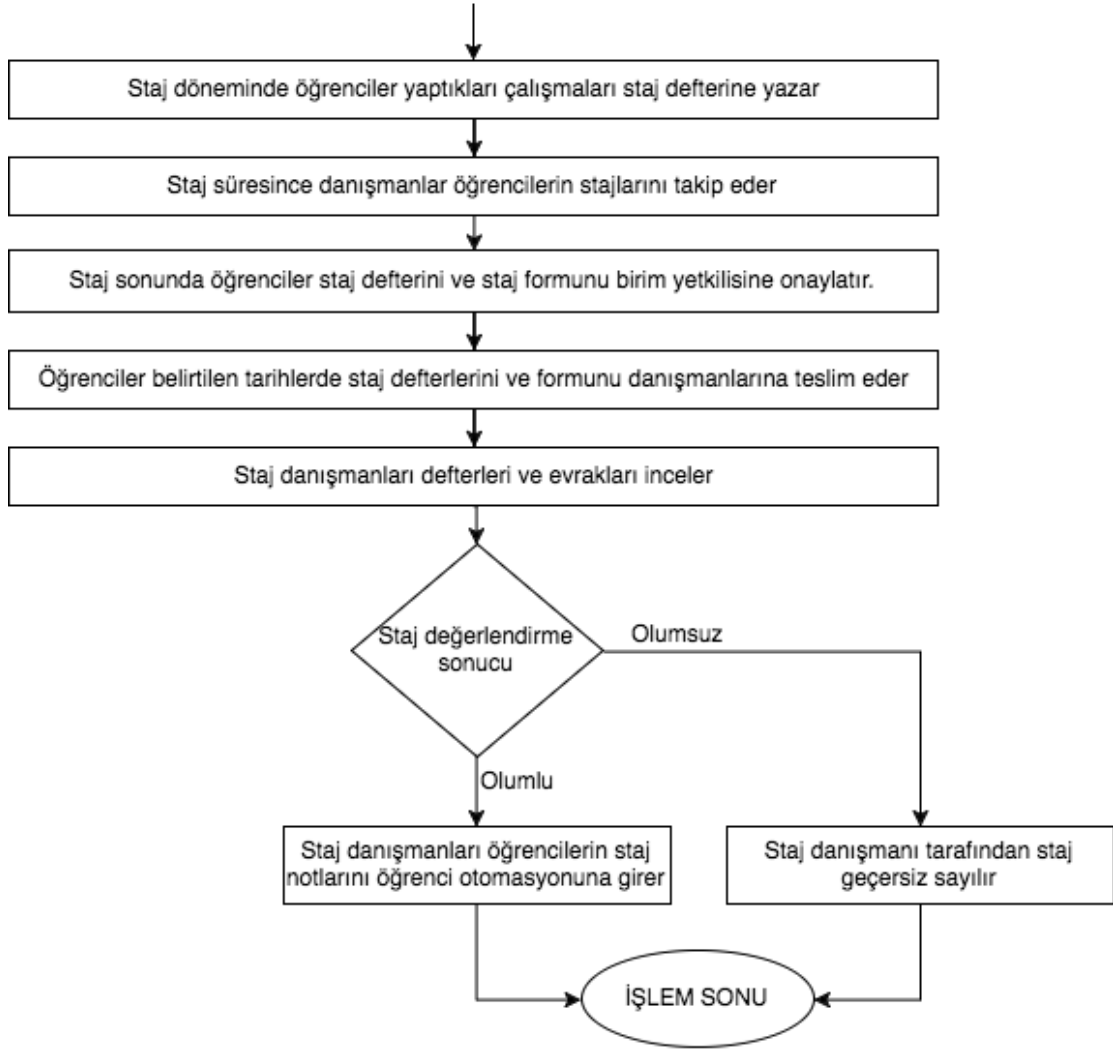 Staj döneminde öğrenciler yaptıkları çalışmaları staj defterine yazar
Staj süresince danışmanlar öğrencilerin stajlarını takip eder
Staj sonunda öğrenciler staj defterini ve staj formunu birim yetkilisine onaylatır.
Öğrenciler belirtilen tarihlerde staj defterlerini ve formunu danışmanlarına teslim eder
Staj danışmanları defterleri ve evrakları inceler
Staj değerlendirme
sonucu
Olumsuz
Olumlu
Staj danışmanları öğrencilerin staj
notlarını öğrenci otomasyonuna girer
Staj danışmanı tarafından staj
geçersiz sayılır
İŞLEM SONU